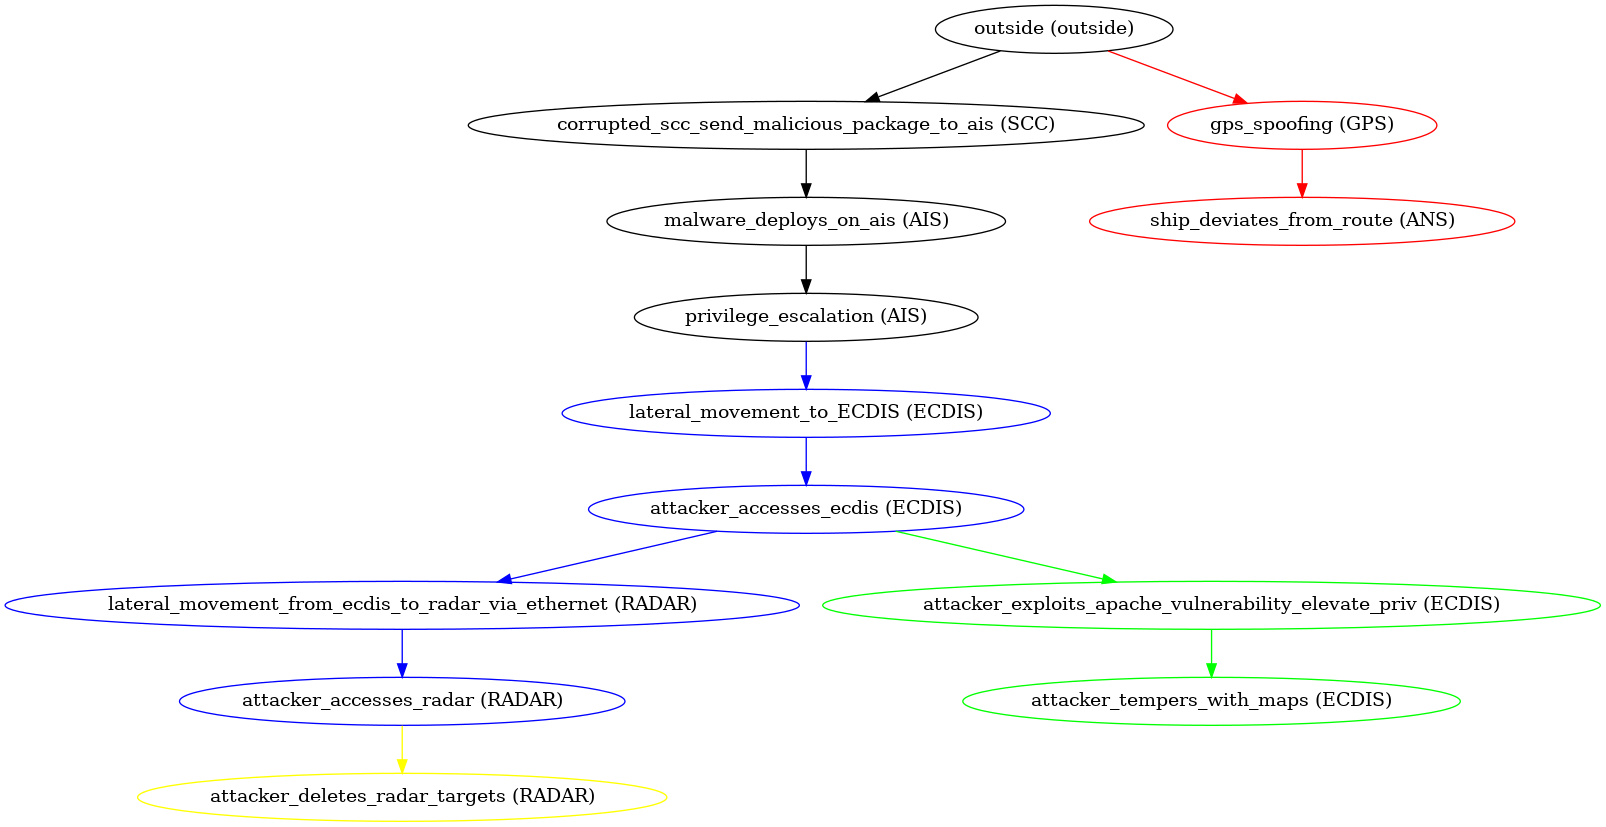 outside (outside)
corrupted_scc_send_malicious_package_to_ais (SCC)
gps_spoofing (GPS)
malware_deploys_on_ais (AIS)
ship_deviates_from_route (ANS)
privilege_escalation (AIS)
lateral_movement_to_ECDIS (ECDIS)
attacker_accesses_ecdis (ECDIS)
lateral_movement_from_ecdis_to_radar_via_ethernet (RADAR)
attacker_exploits_apache_vulnerability_elevate_priv (ECDIS)
attacker_accesses_radar (RADAR)
attacker_tempers_with_maps (ECDIS)
attacker_deletes_radar_targets (RADAR)